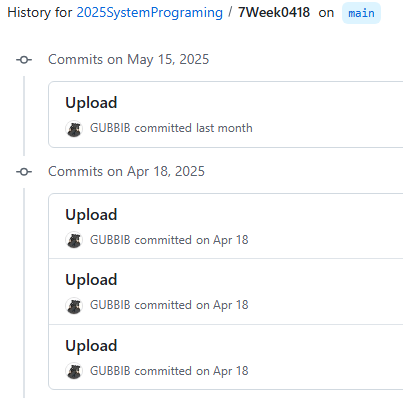 History for 2025SystemPrograming / 7Week0418 on main
Commits on May 15, 2025
Upload
GUBBIB committed last month
Commits on Apr 18, 2025
Upload
GUBBIB committed on Apr 18
Upload
GUBBIB committed on Apr 18
Upload
GUBBIB committed on Apr 18